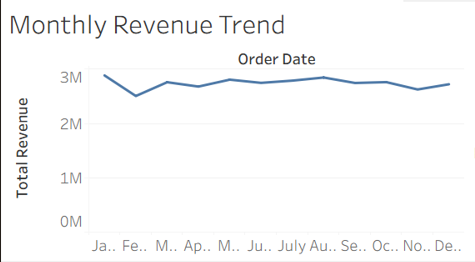 Monthly Revenue Trend
Order Date
Total Revenue
3M
2M
1M
0M
Ja.. Fe.. M.. Ap.. M.. Ju.. July Au.. Se.. Oc.. No.. De..